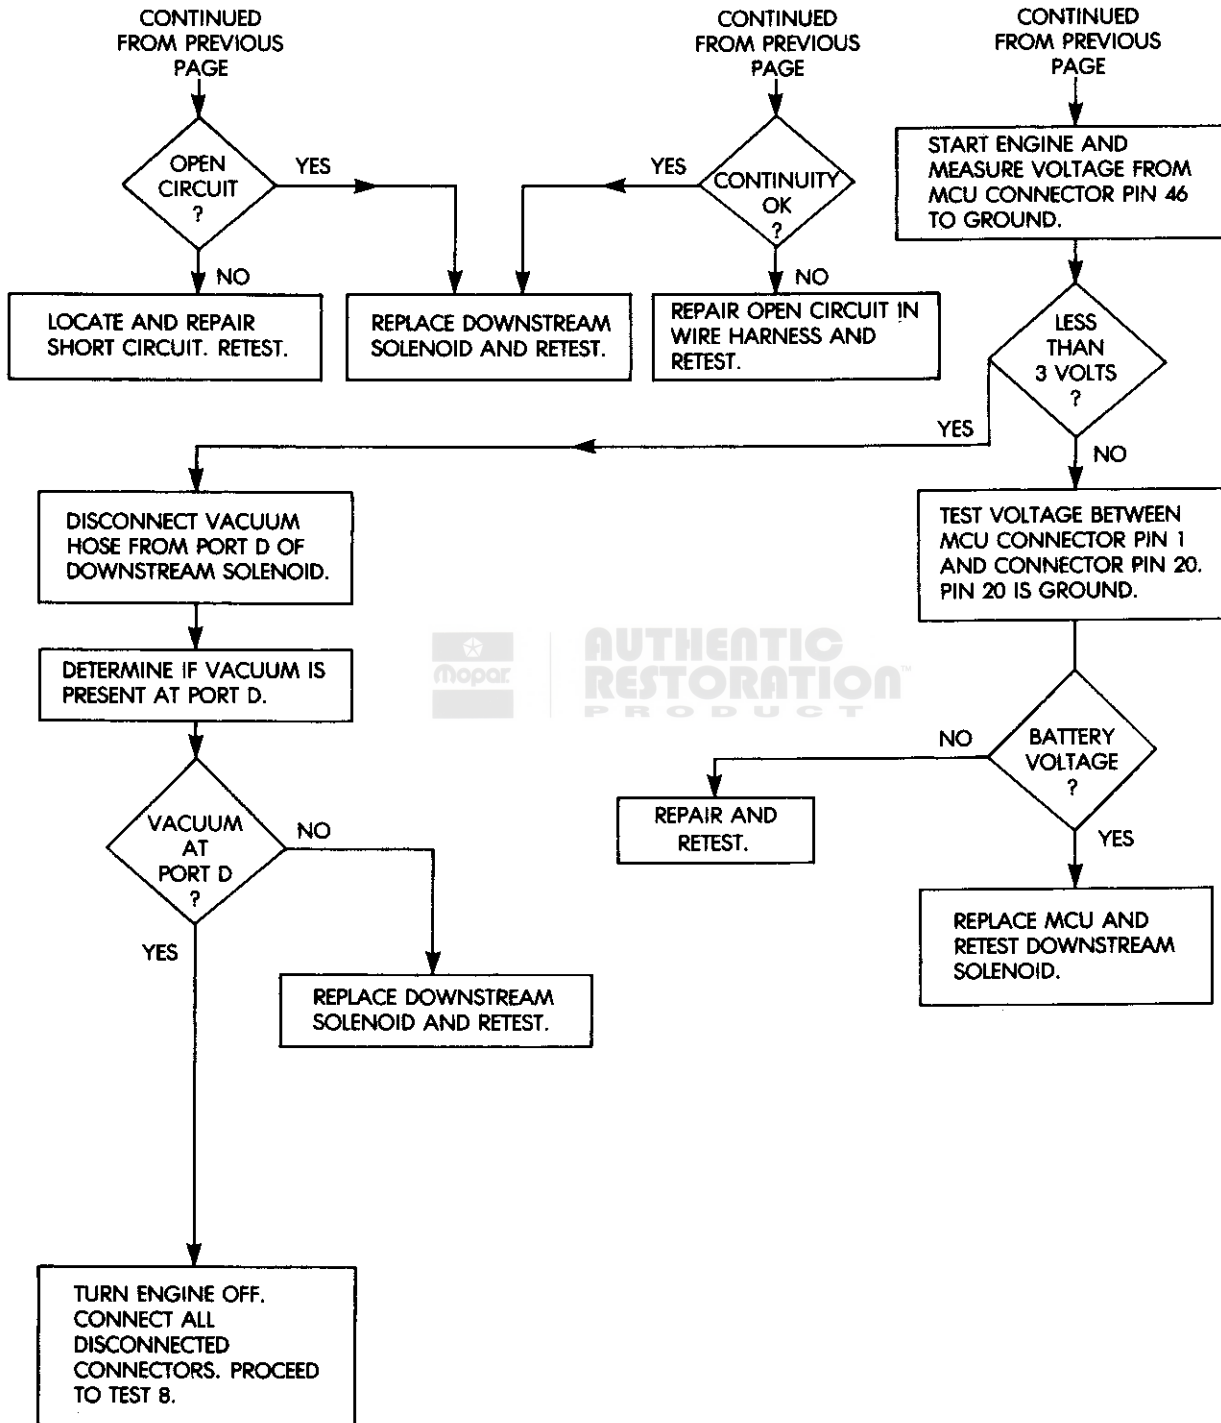 CONTINUED
FROM PREVIOUS
PAGE
CONTINUED
FROM PREVIOUS
PAGE
CONTINUED
FROM PREVIOUS
PAGE
OPEN
CIRCUIT
?
YES
NO
YES
CONTINUITY
OK
?
NO
START ENGINE AND
MEASURE VOLTAGE FROM
MCU CONNECTOR PIN 46
TO GROUND.
LOCATE AND REPAIR
SHORT CIRCUIT. RETEST.
REPLACE DOWNSTREAM
SOLENOID AND RETEST.
REPAIR OPEN CIRCUIT IN
WIRE HARNESS AND
RETEST.
LESS
THAN
3 VOLTS
?
YES
NO
DISCONNECT VACUUM
HOSE FROM PORT D OF
DOWNSTREAM SOLENOID.
TEST VOLTAGE BETWEEN
MCU CONNECTOR PIN 1
AND CONNECTOR PIN 20.
PIN 20 IS GROUND.
DETERMINE IF VACUUM IS
PRESENT AT PORT D.
Mopar
AUTHENTIC
RESTORATION™
PRODUCT
NO
BATTERY
VOLTAGE
?
YES
REPAIR AND
RETEST.
VACUUM
AT
PORT D
?
NO
YES
REPLACE MCU AND
RETEST DOWNSTREAM
SOLENOID.
REPLACE DOWNSTREAM
SOLENOID AND RETEST.
TURN ENGINE OFF.
CONNECT ALL
DISCONNECTED
CONNECTORS. PROCEED
TO TEST 8.